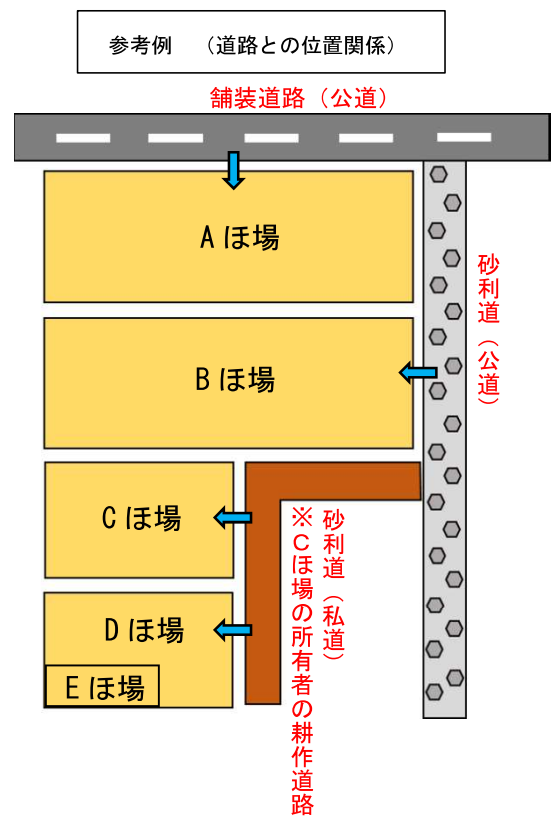 参考例　（道路との位置関係）
舗装道路（公道）
Aほ場
砂利道（公道）
Bほ場
Cほ場
砂利道（私道）
※Cほ場の所有者の耕作道路
Dほ場
Eほ場